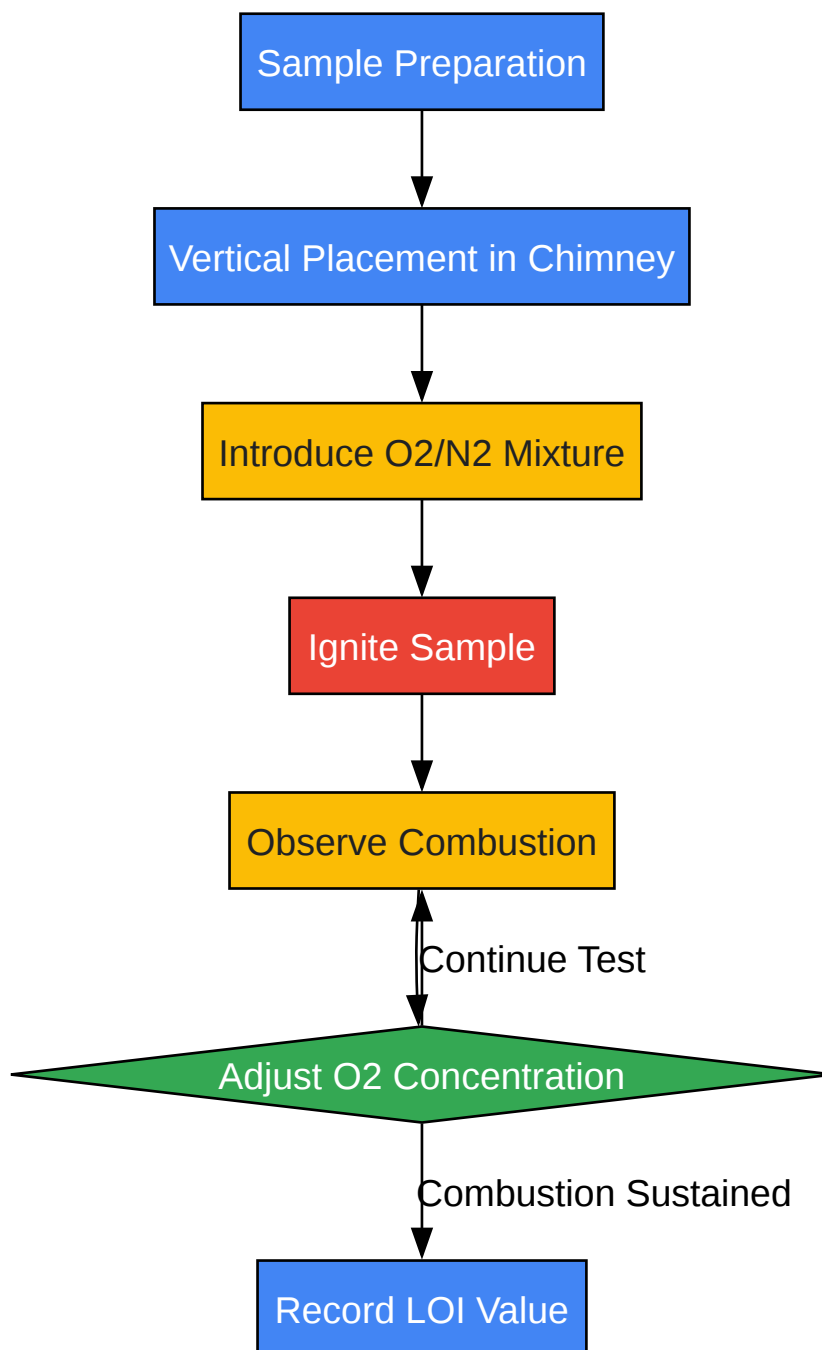 Sample Preparation
Vertical Placement in Chimney
Introduce O2/N2 Mixture
Ignite Sample
Observe Combustion
Continue Test
Adjust O2 Concentration
Combustion Sustained
Record LOI Value